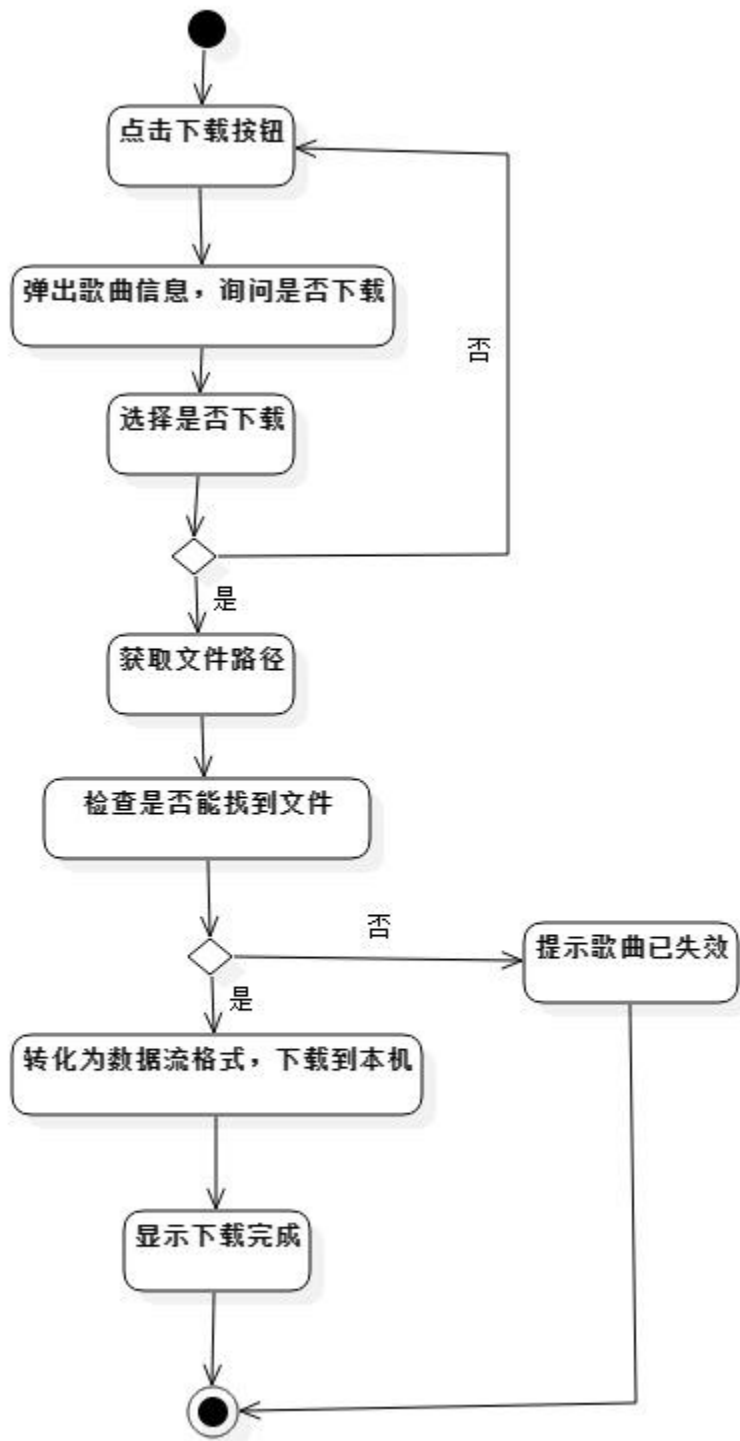 点击下载按钮
弹出歌曲信息，询问是否下载
否
选择是否下载
是
获取文件路径
检查是否能找到文件
否
提示歌曲已失效
是
转化为数据流格式，下载到本机
显示下载完成